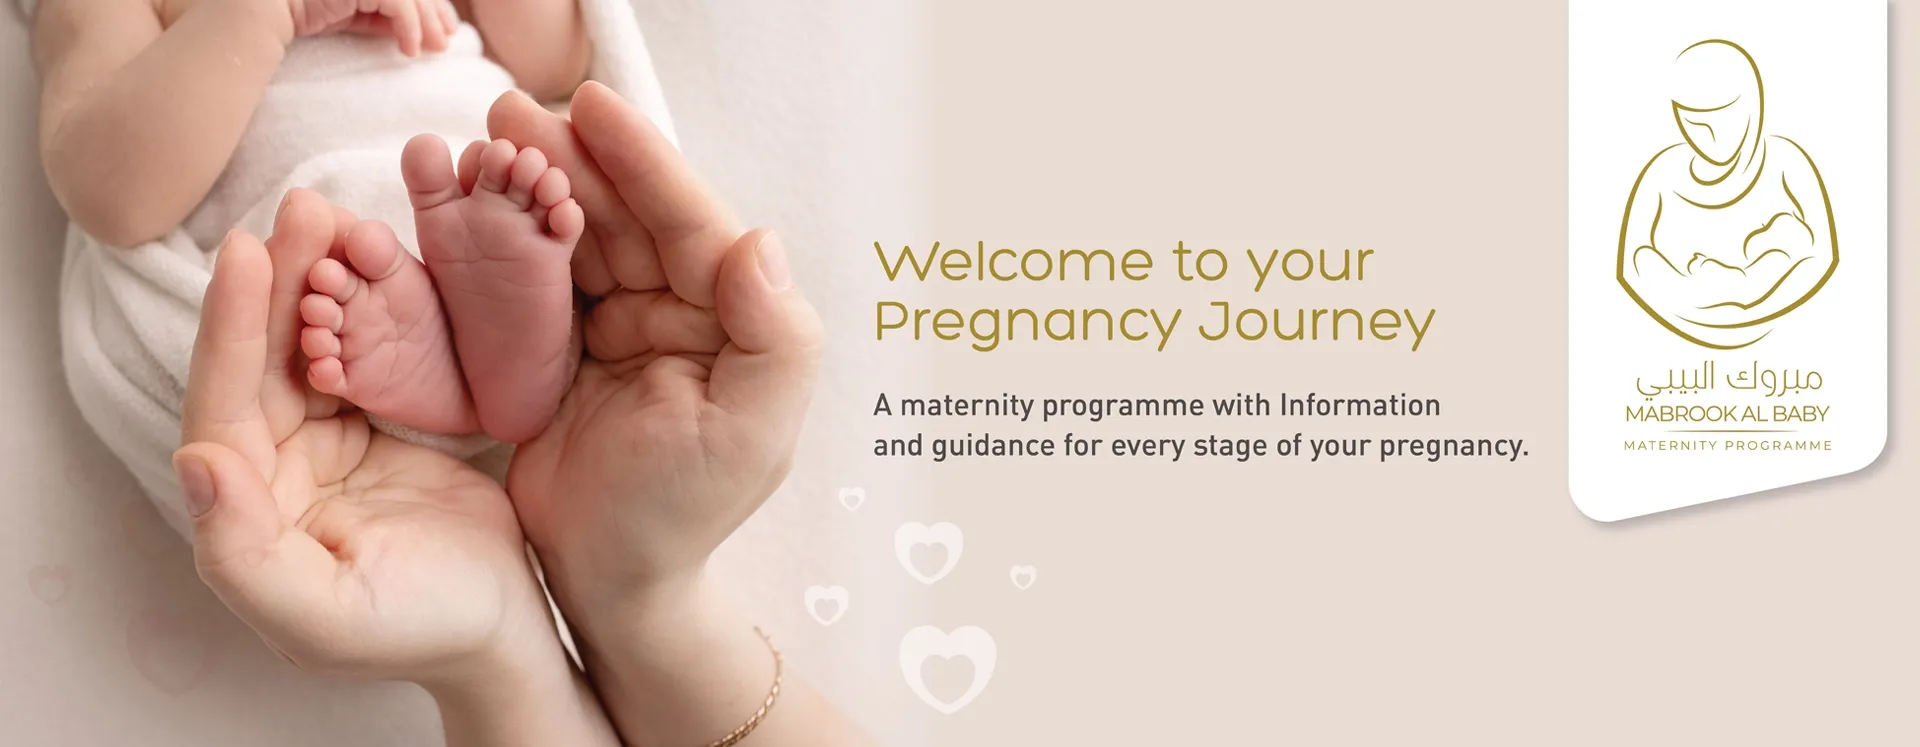 Welcome to your
Pregnancy Journey
A maternity programme with Information
and guidance for every stage of your pregnancy.
مبروك البيبي
MABROOK AL BABY
MATERNITY PROGRAMME